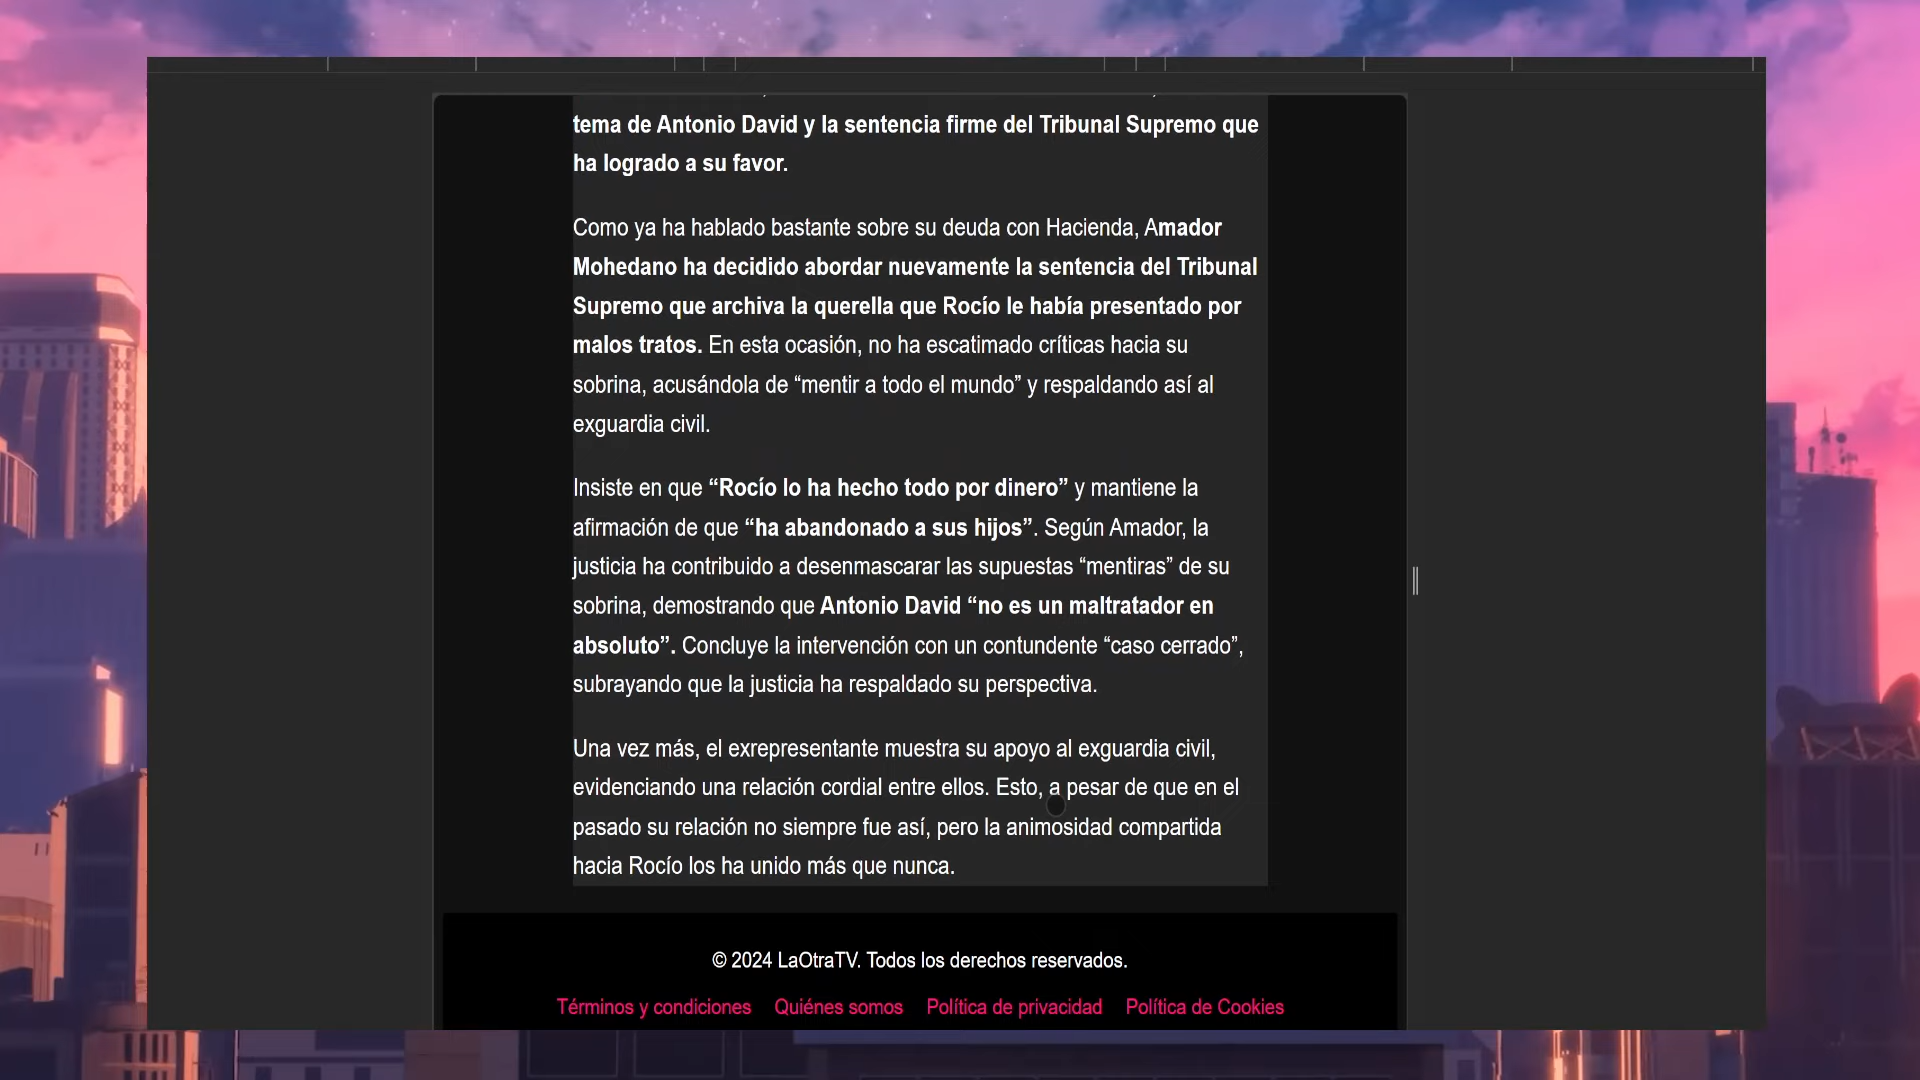 tema de Antonio David y la sentencia firme del Tribunal Supremo que
ha logrado a su favor.
Como ya ha hablado bastante sobre su deuda con Hacienda, Amador
Mohedano ha decidido abordar nuevamente la sentencia del Tribunal
Supremo que archiva la querella que Rocío le había presentado por
malos tratos. En esta ocasión, no ha escatimado críticas hacia su
sobrina, acusándola de “mentir a todo el mundo” y respaldando así al
exguardia civil.
Insiste en que “Rocío lo ha hecho todo por dinero” y mantiene la
afirmación de que “ha abandonado a sus hijos”. Según Amador, la
justicia ha contribuido a desenmascarar las supuestas “mentiras” de su
sobrina, demostrando que Antonio David “no es un maltratador en
absoluto”. Concluye la intervención con un contundente “caso cerrado”,
subrayando que la justicia ha respaldado su perspectiva.
Una vez más, el exrepresentante muestra su apoyo al exguardia civil,
evidenciando una relación cordial entre ellos. Esto, a pesar de que en el
pasado su relación no siempre fue así, pero la animosidad compartida
hacia Rocío los ha unido más que nunca.
© 2024 LaOtraTV. Todos los derechos reservados.
Términos y condiciones Quiénes somos Política de privacidad Política de Cookies